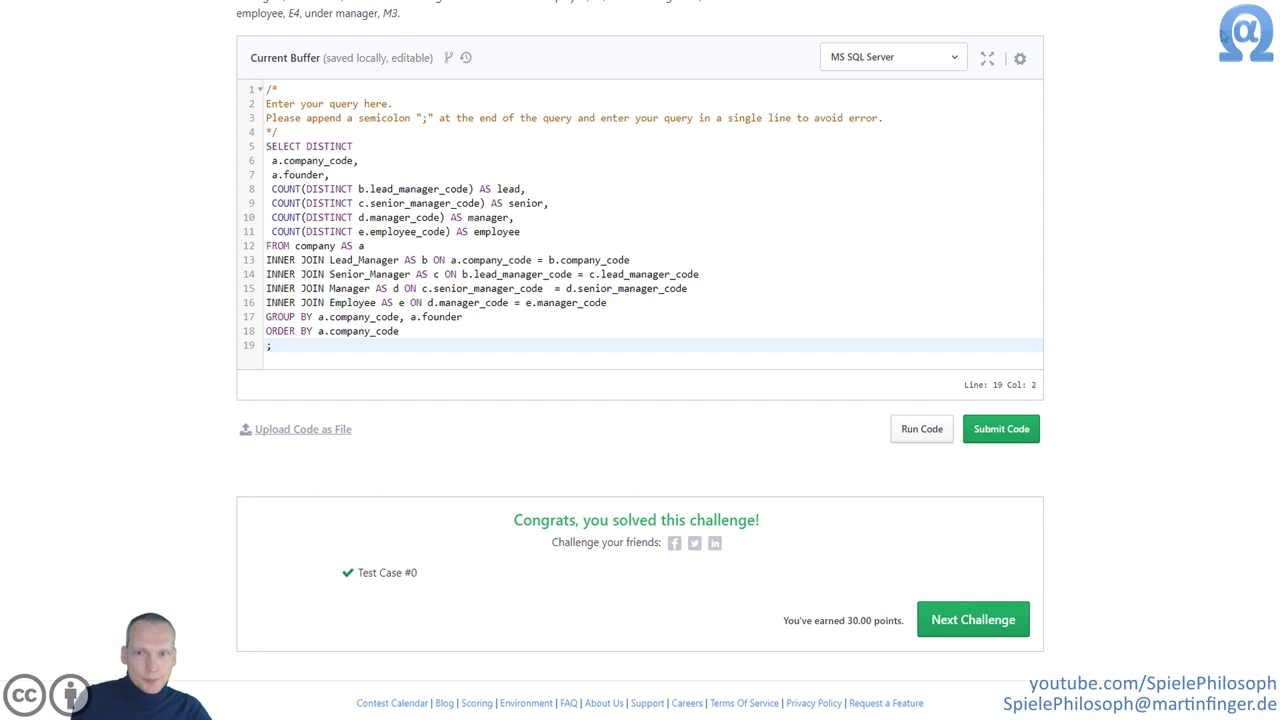 employee, E4, under manager, M3.
Current Buffer (saved locally, editable)
MS SQL Server
1 /*
2 Enter your query here.
3 Please append a semicolon ";" at the end of the query and enter your query in a single line to avoid error.
4 */
5 SELECT DISTINCT
6 a.company_code,
7 a.founder,
8 COUNT(DISTINCT b.lead_manager_code) AS lead,
9 COUNT(DISTINCT c.senior_manager_code) AS senior,
10 COUNT(DISTINCT d.manager_code) AS manager,
11 COUNT(DISTINCT e.employee_code) AS employee
12 FROM company AS a
13 INNER JOIN Lead_Manager AS b ON a.company_code = b.company_code
14 INNER JOIN Senior_Manager AS c ON b.lead_manager_code = c.lead_manager_code
15 INNER JOIN Manager AS d ON c.senior_manager_code  = d.senior_manager_code
16 INNER JOIN Employee AS e ON d.manager_code = e.manager_code
17 GROUP BY a.company_code, a.founder
18 ORDER BY a.company_code
19 ;
Line: 19 Col: 2
Upload Code as File
Run Code
Submit Code
Congrats, you solved this challenge!
Challenge your friends:
Test Case #0
You've earned 30.00 points.
Next Challenge
Contest Calendar | Blog | Scoring | Environment | FAQ | About Us | Support | Careers | Terms Of Service | Privacy Policy | Request a Feature
cc
youtube.com/SpielePhilosoph
SpielePhilosoph@martinfinger.de